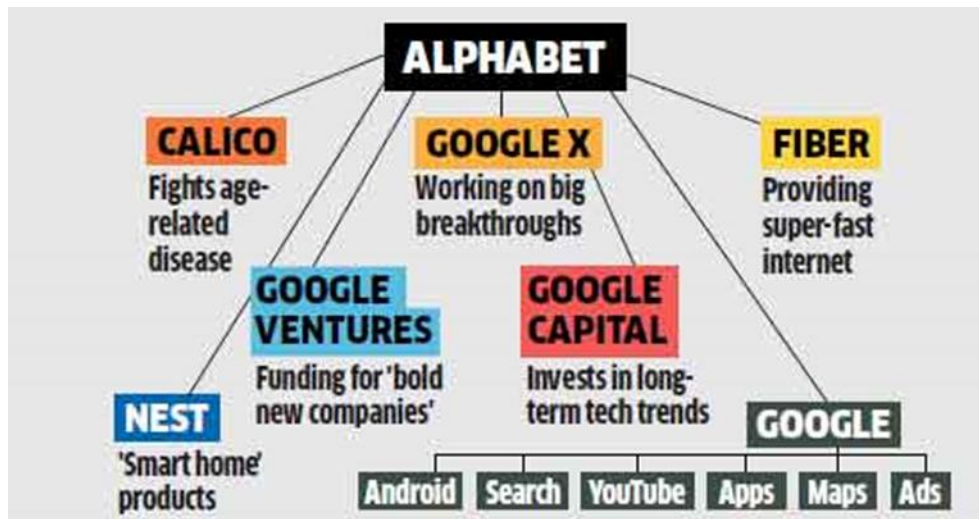 ALPHABET
CALICO
Fights age-
related
disease
GOOGLE X
Working on big
breakthroughs
FIBER
Providing
super-fast
internet
GOOGLE
VENTURES
Funding for 'bold
new companies'
GOOGLE
CAPITAL
Invests in long-
term tech trends
NEST
'Smart home'
products
GOOGLE
Android Search YouTube Apps Maps Ads